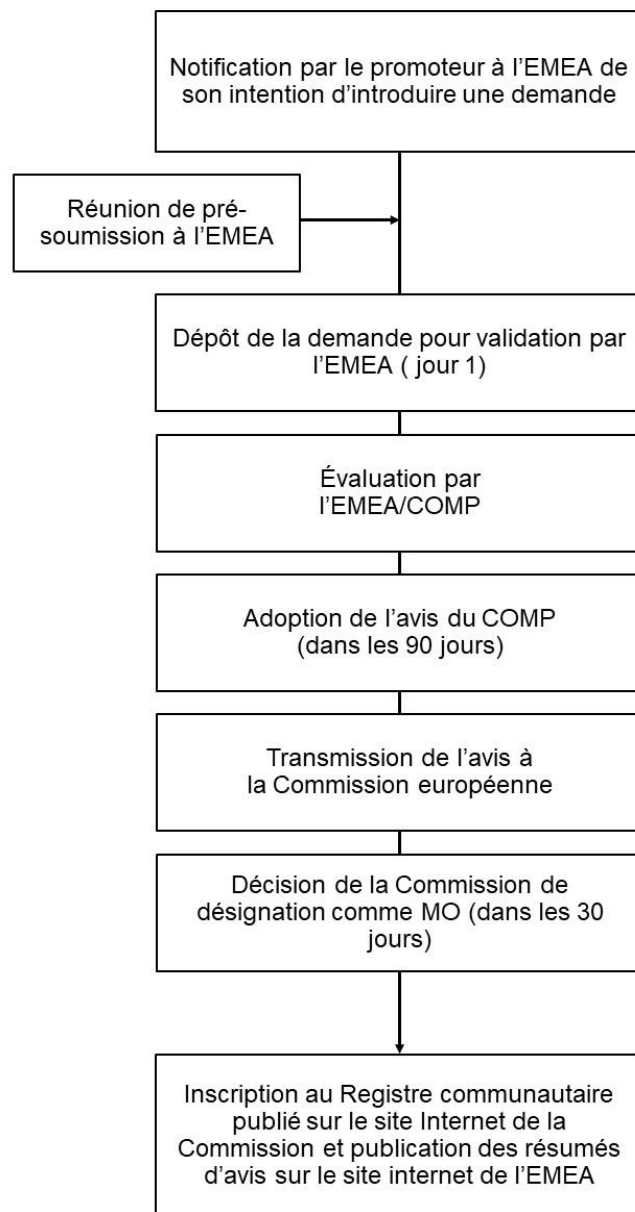 Notification par le promoteur à l'EMEA de
son intention d'introduire une demande
Réunion de pré-
soumission à l'EMEA
Dépôt de la demande pour validation par
l'EMEA ( jour 1)
Évaluation par
l'EMEA/COMP
Adoption de l'avis du COMP
(dans les 90 jours)
Transmission de l'avis à
la Commission européenne
Décision de la Commission de
désignation comme MO (dans les 30
jours)
Inscription au Registre communautaire
publié sur le site Internet de la
Commission et publication des résumés
d'avis sur le site internet de l'EMEA